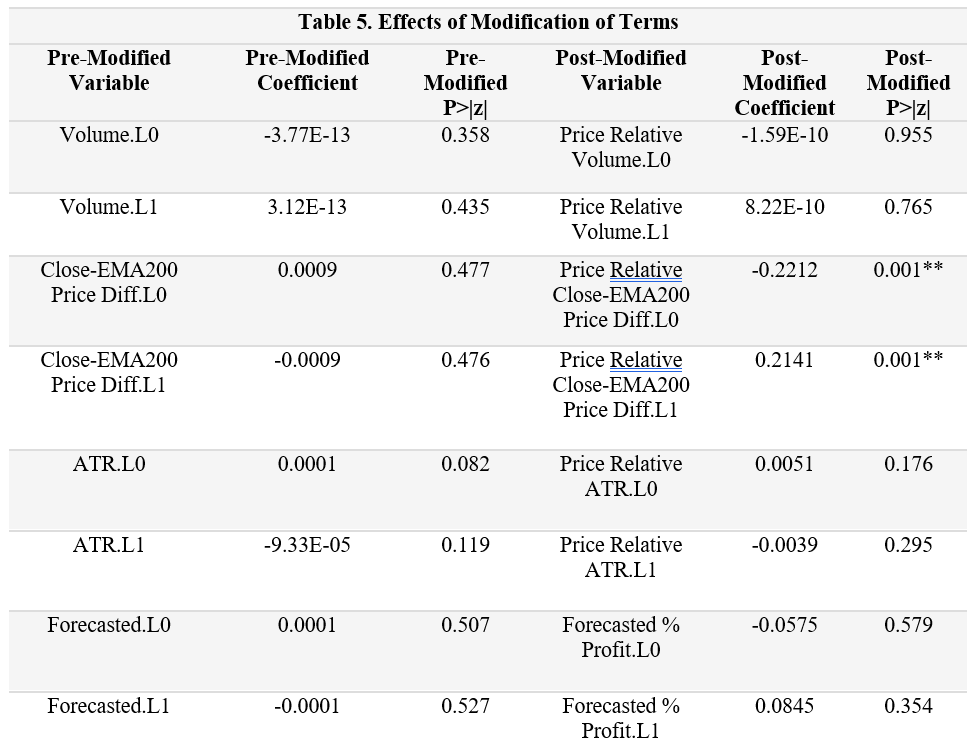 Table 5. Effects of Modification of Terms
Pre-Modified Variable Pre-Modified Coefficient Pre-Modified P>|z| Post-Modified Variable Post-Modified Coefficient Post-Modified P>|z|
Volume.L0 -3.77E-13 0.358 Price Relative Volume.L0 -1.59E-10 0.955
Volume.L1 3.12E-13 0.435 Price Relative Volume.L1 8.22E-10 0.765
Close-EMA200 Price Diff.L0 0.0009 0.477 Price Relative Close-EMA200 Price Diff.L0 -0.2212 0.001**
Close-EMA200 Price Diff.L1 -0.0009 0.476 Price Relative Close-EMA200 Price Diff.L1 0.2141 0.001**
ATR.L0 0.0001 0.082 Price Relative ATR.L0 0.0051 0.176
ATR.L1 -9.33E-05 0.119 Price Relative ATR.L1 -0.0039 0.295
Forecasted.L0 0.0001 0.507 Forecasted % Profit.L0 -0.0575 0.579
Forecasted.L1 -0.0001 0.527 Forecasted % Profit.L1 0.0845 0.354